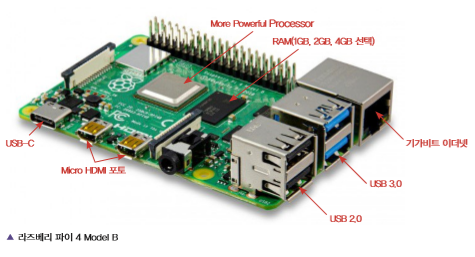 More Powerful Processor
RAM(1GB, 2GB, 4GB 선택)
USB-C
Micro HDMI 포토
기가비트 이더넷
USB 3.0
USB 2.0
▲ 라즈베리 파이 4 Model B